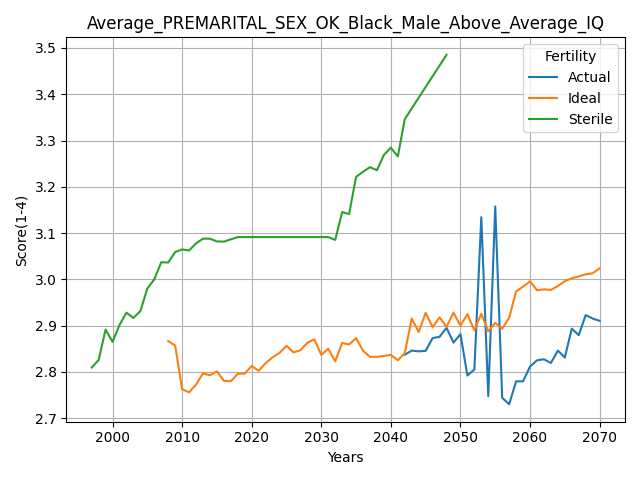 Average_PREMARITAL_SEX_OK_Black_Male_Above_Average_IQ
Fertility
Actual
Ideal
Sterile
Score(1-4)
3.5
3.4
3.3
3.2
3.1
3.0
2.9
2.8
2.7
2000 2010 2020 2030 2040 2050 2060 2070
Years